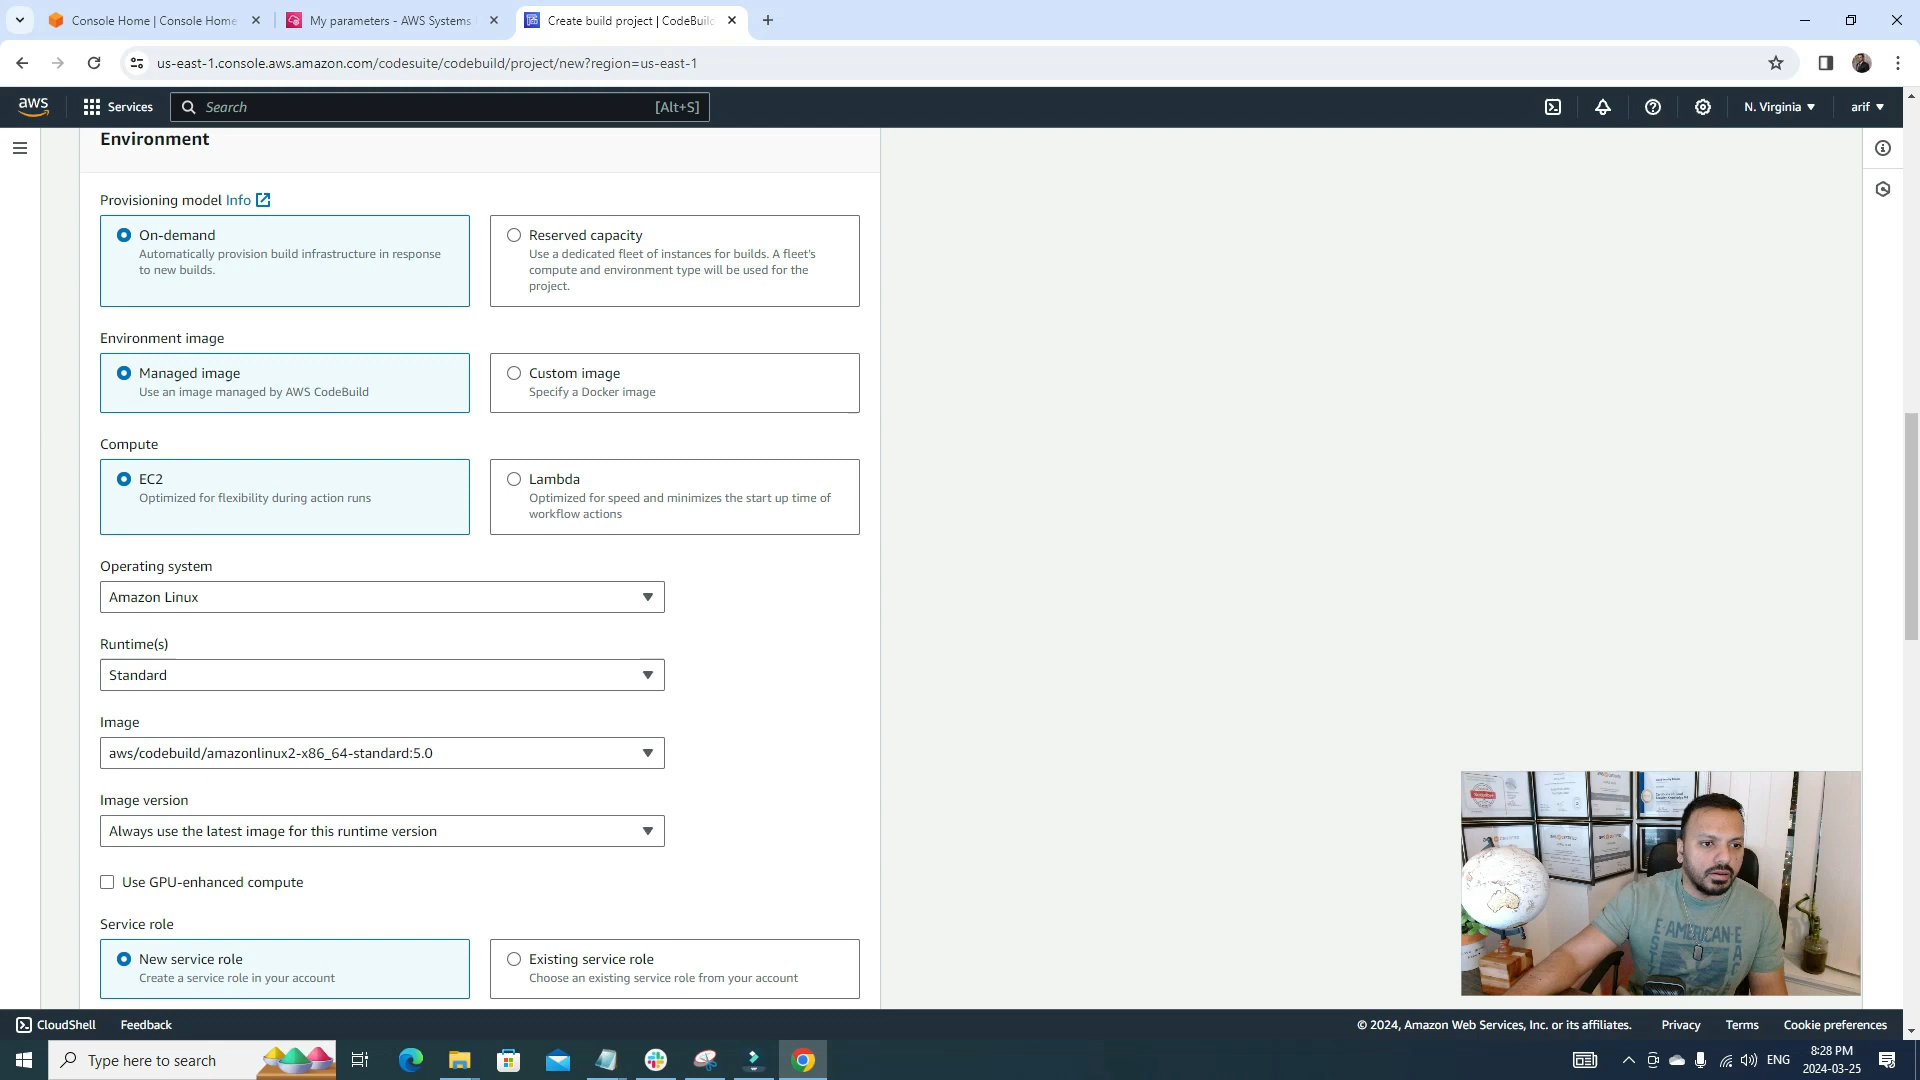 Console Home | Console Home
My parameters - AWS Systems
Create build project | CodeBuild
us-east-1.console.aws.amazon.com/codesuite/codebuild/project/new?region=us-east-1
aws
Services
Search
[Alt+S]
N. Virginia
arif
Environment
Provisioning model Info
On-demand
Automatically provision build infrastructure in response
to new builds.
Reserved capacity
Use a dedicated fleet of instances for builds. A fleet's
compute and environment type will be used for the
project.
Environment image
Managed image
Use an image managed by AWS CodeBuild
Custom image
Specify a Docker image
Compute
EC2
Optimized for flexibility during action runs
Lambda
Optimized for speed and minimizes the start up time of
workflow actions
Operating system
Amazon Linux
Runtime(s)
Standard
Image
aws/codebuild/amazonlinux2-x86_64-standard:5.0
Image version
Always use the latest image for this runtime version
Use GPU-enhanced compute
Service role
New service role
Create a service role in your account
Existing service role
Choose an existing service role from your account
CloudShell
Feedback
© 2024, Amazon Web Services, Inc. or its affiliates.
Privacy
Terms
Cookie preferences
Type here to search
ENG
8:28 PM
2024-03-25